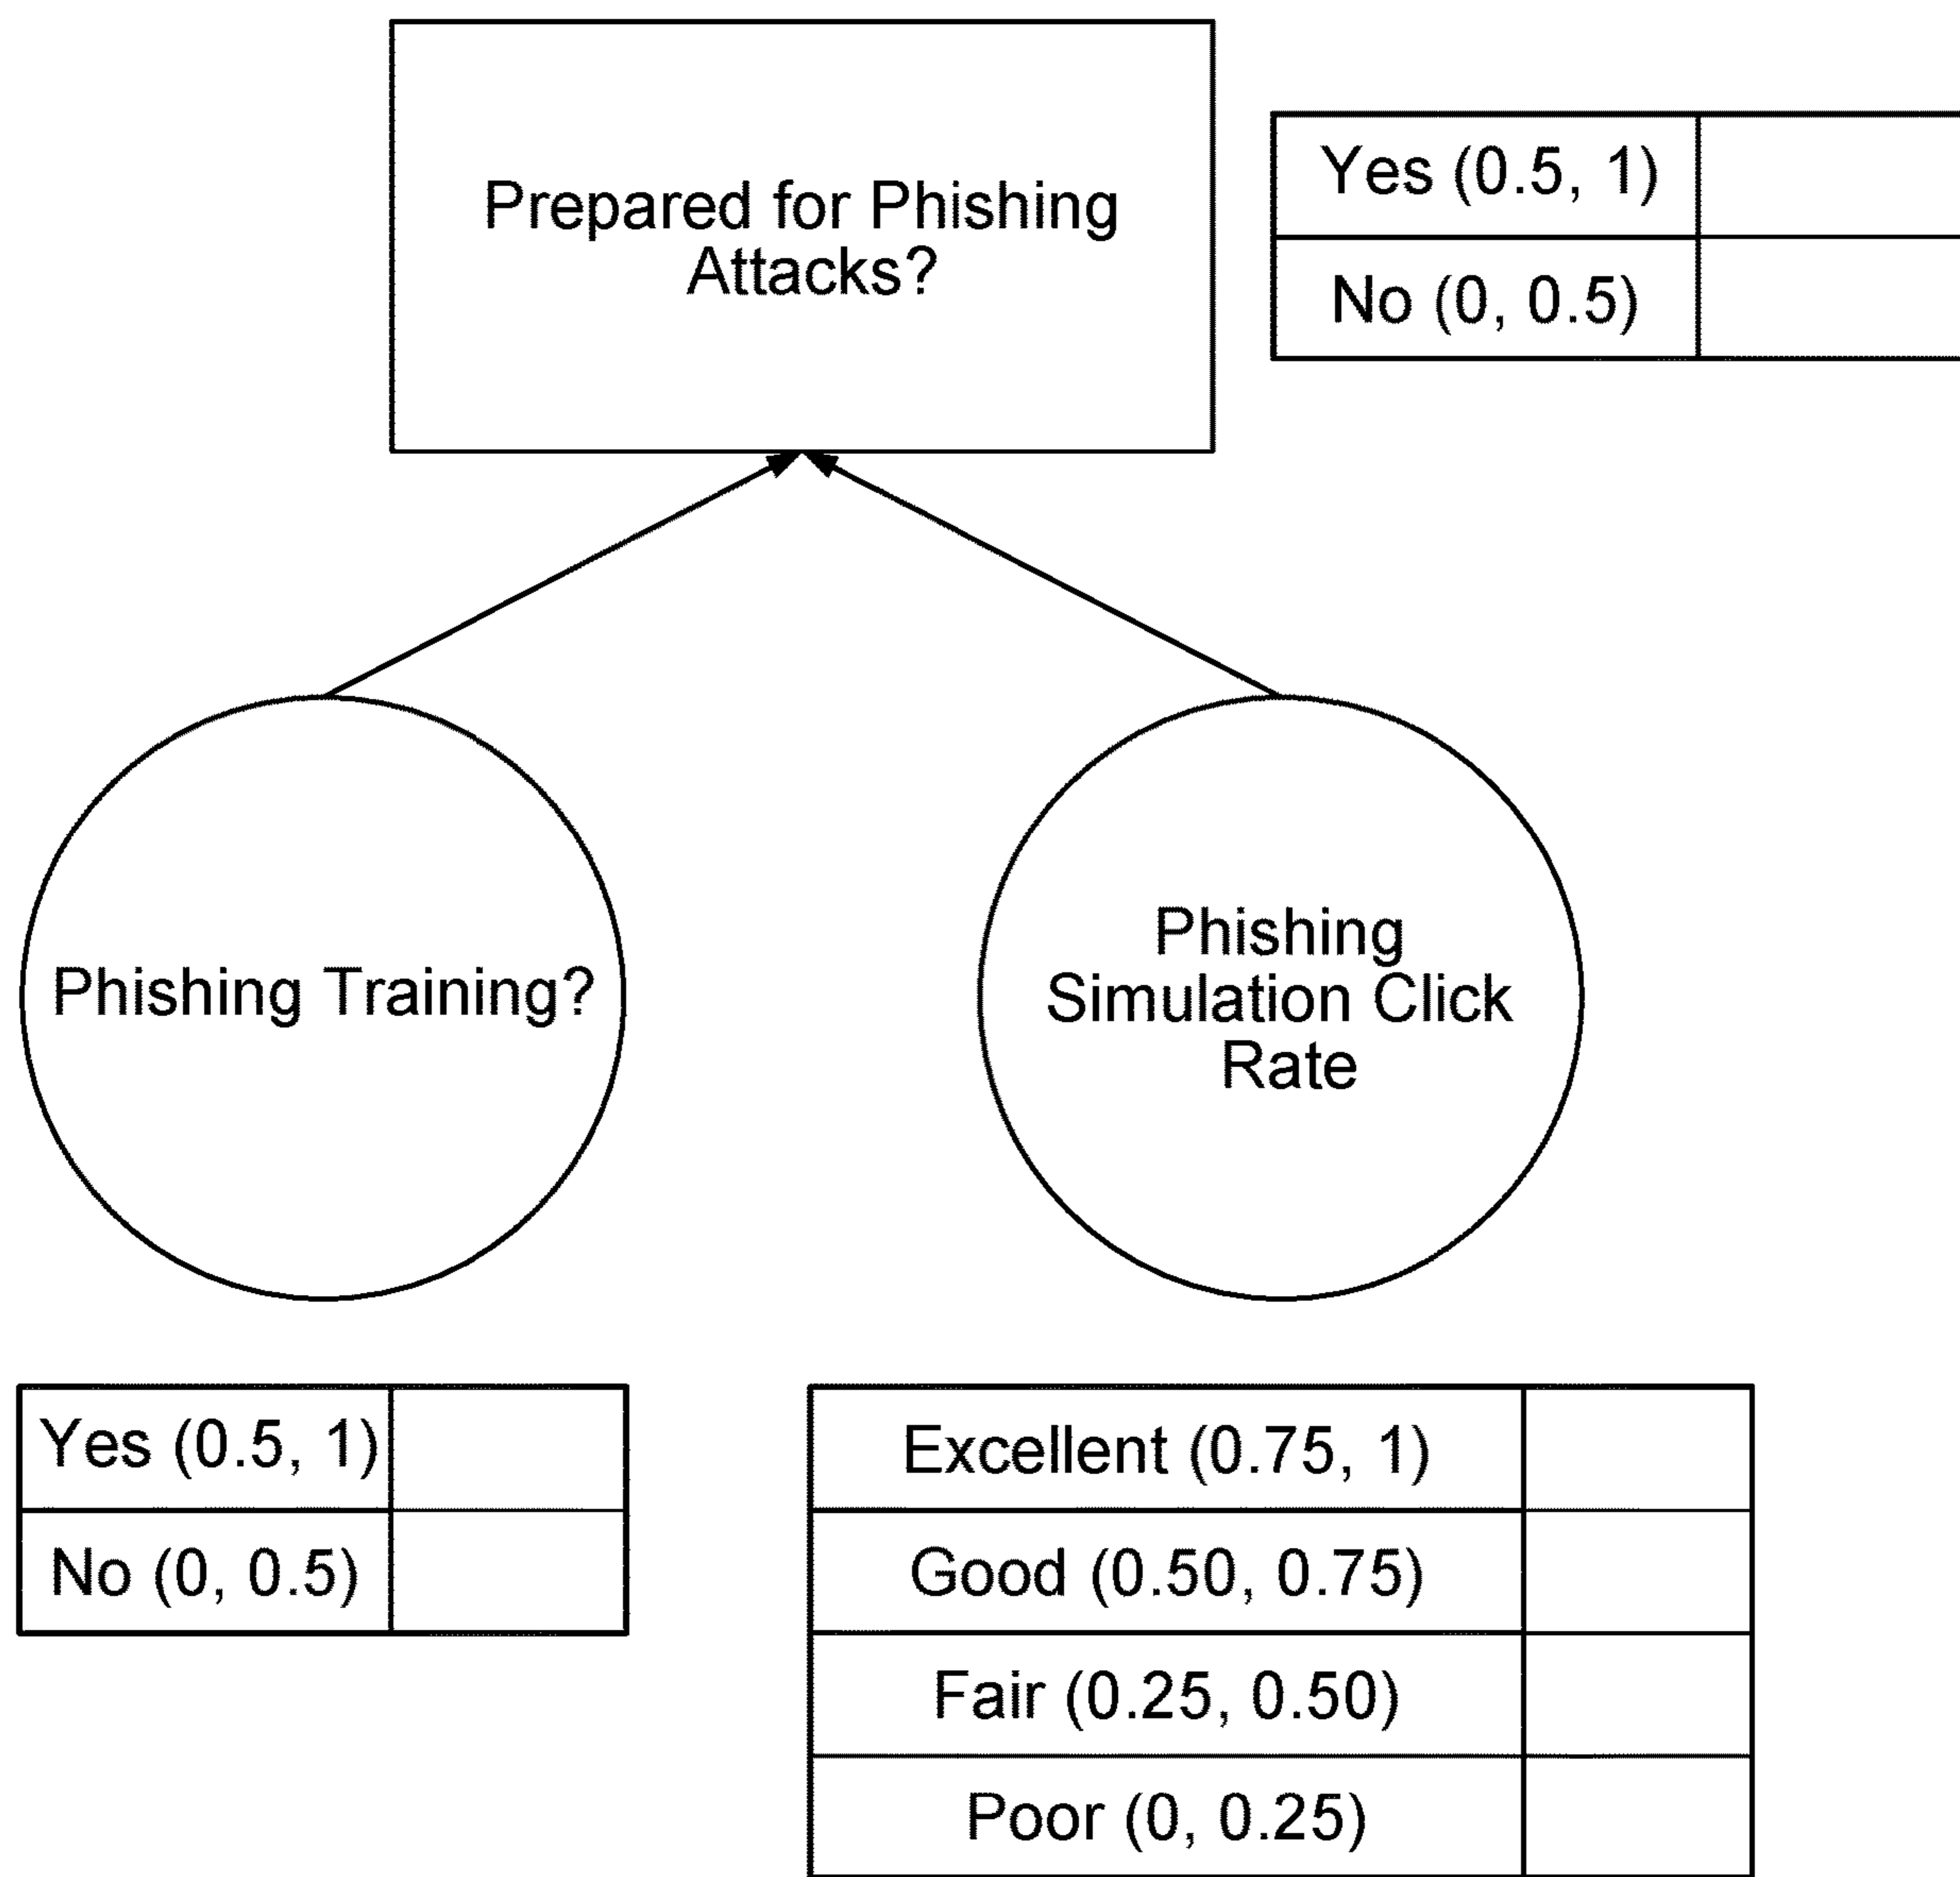 Prepared for Phishing
Attacks?
Yes (0.5, 1)
No (0, 0.5)
Phishing Training?
Phishing
Simulation Click
Rate
Yes (0.5, 1)
No (0, 0.5)
Excellent (0.75, 1)
Good (0.50, 0.75)
Fair (0.25, 0.50)
Poor (0, 0.25)